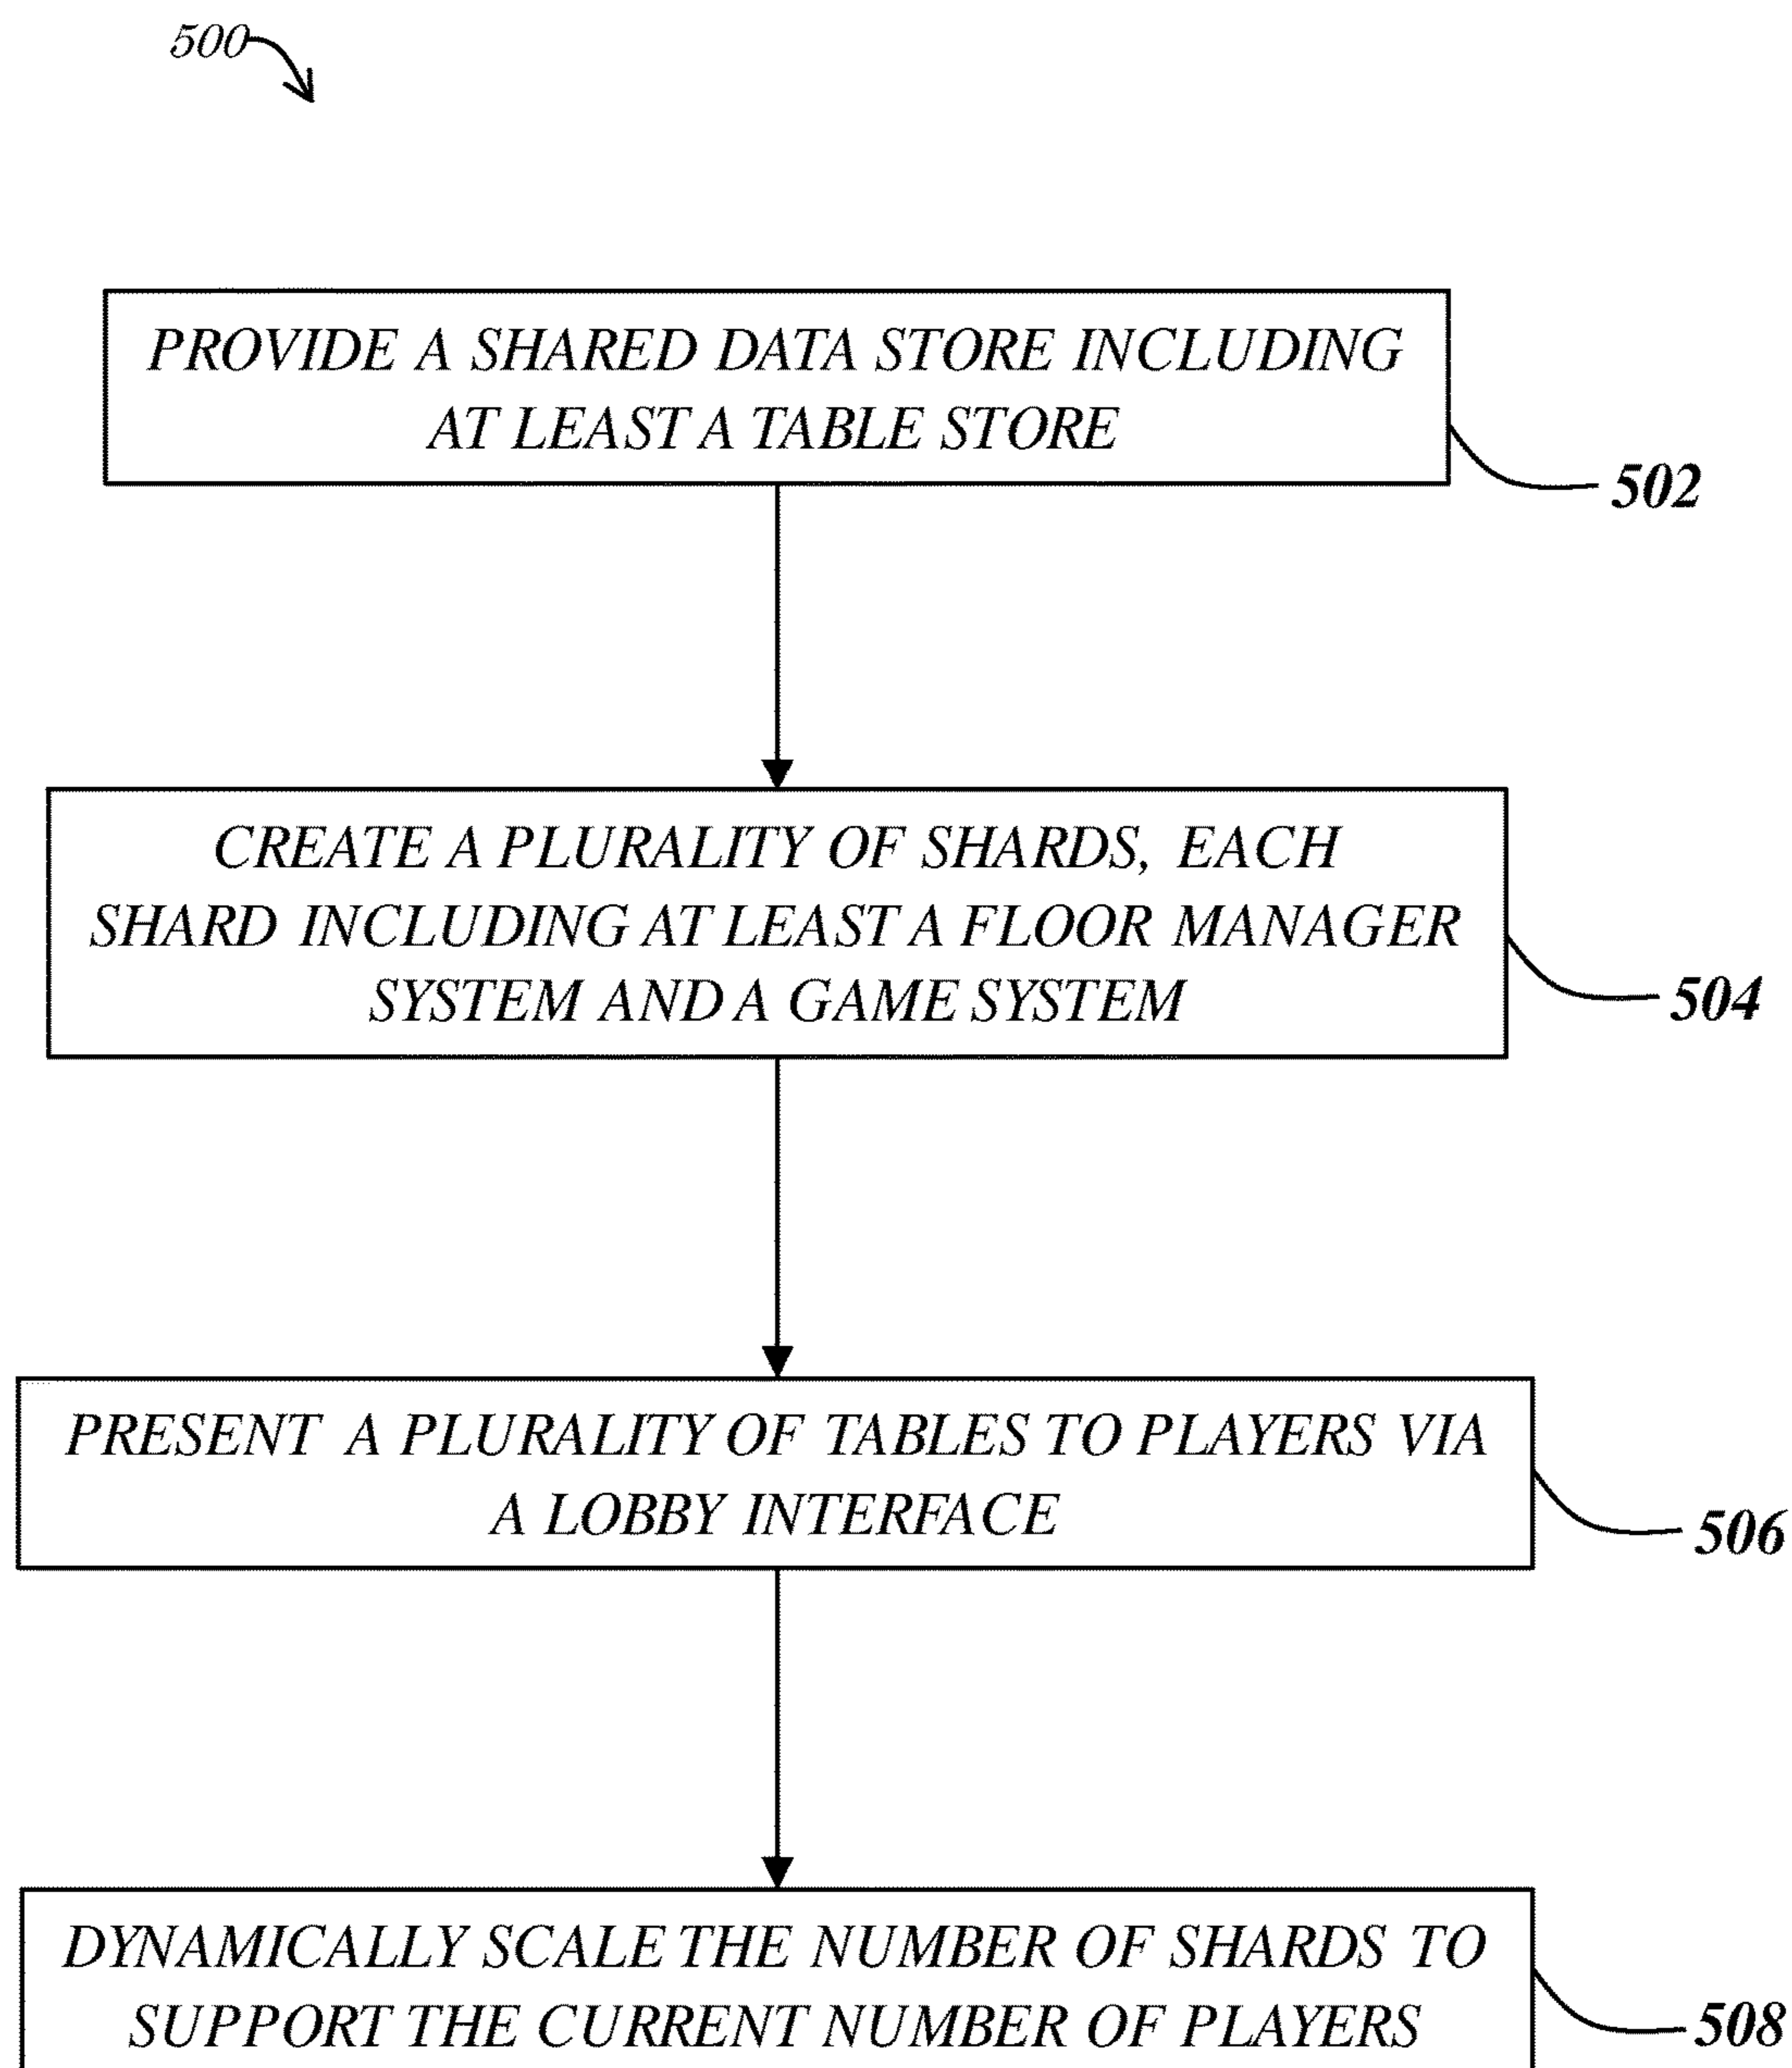 500
PROVIDE A SHARED DATA STORE INCLUDING
AT LEAST A TABLE STORE
502
CREATE A PLURALITY OF SHARDS, EACH
SHARD INCLUDING AT LEAST A FLOOR MANAGER
SYSTEM AND A GAME SYSTEM
504
PRESENT A PLURALITY OF TABLES TO PLAYERS VIA
A LOBBY INTERFACE
506
DYNAMICALLY SCALE THE NUMBER OF SHARDS TO
SUPPORT THE CURRENT NUMBER OF PLAYERS
508